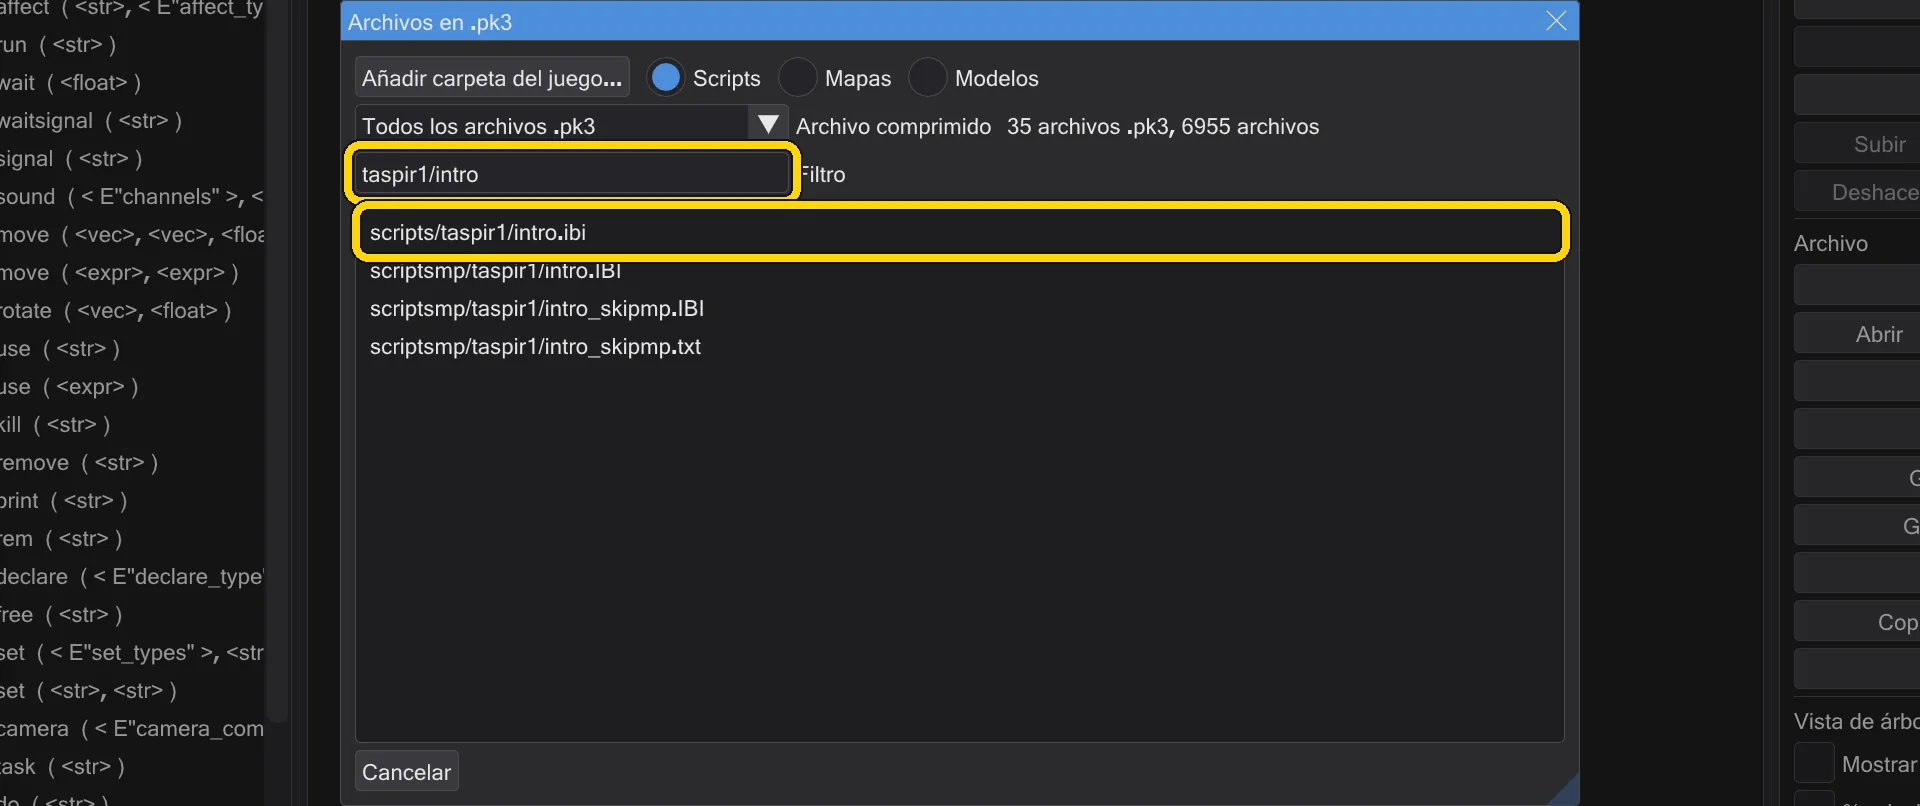 affect ( <str>, < E"affect_ty
run ( <str> )
wait ( <float> )
waitsignal ( <str> )
signal ( <str> )
sound ( < E"channels" >, <
move ( <vec>, <vec>, <floa
move ( <expr>, <expr> )
rotate ( <vec>, <float> )
use ( <str> )
use ( <expr> )
kill ( <str> )
remove ( <str> )
print ( <str> )
rem ( <str> )
declare ( < E"declare_type"
free ( <str> )
set ( < E"set_types" >, <str
set ( <str>, <str> )
camera ( < E"camera_com
task ( <str> )
do ( <str> )
Archivos en .pk3
Añadir carpeta del juego...
Scripts
Mapas
Modelos
Todos los archivos .pk3
Archivo comprimido
35 archivos .pk3, 6955 archivos
taspir1/intro
Filtro
scripts/taspir1/intro.ibi
scriptsmp/taspir1/intro.IBI
scriptsmp/taspir1/intro_skipmp.IBI
scriptsmp/taspir1/intro_skipmp.txt
Cancelar
Subir
Deshace
Archivo
Abrir
G
G
Cop
Vista de árbo
Mostrar